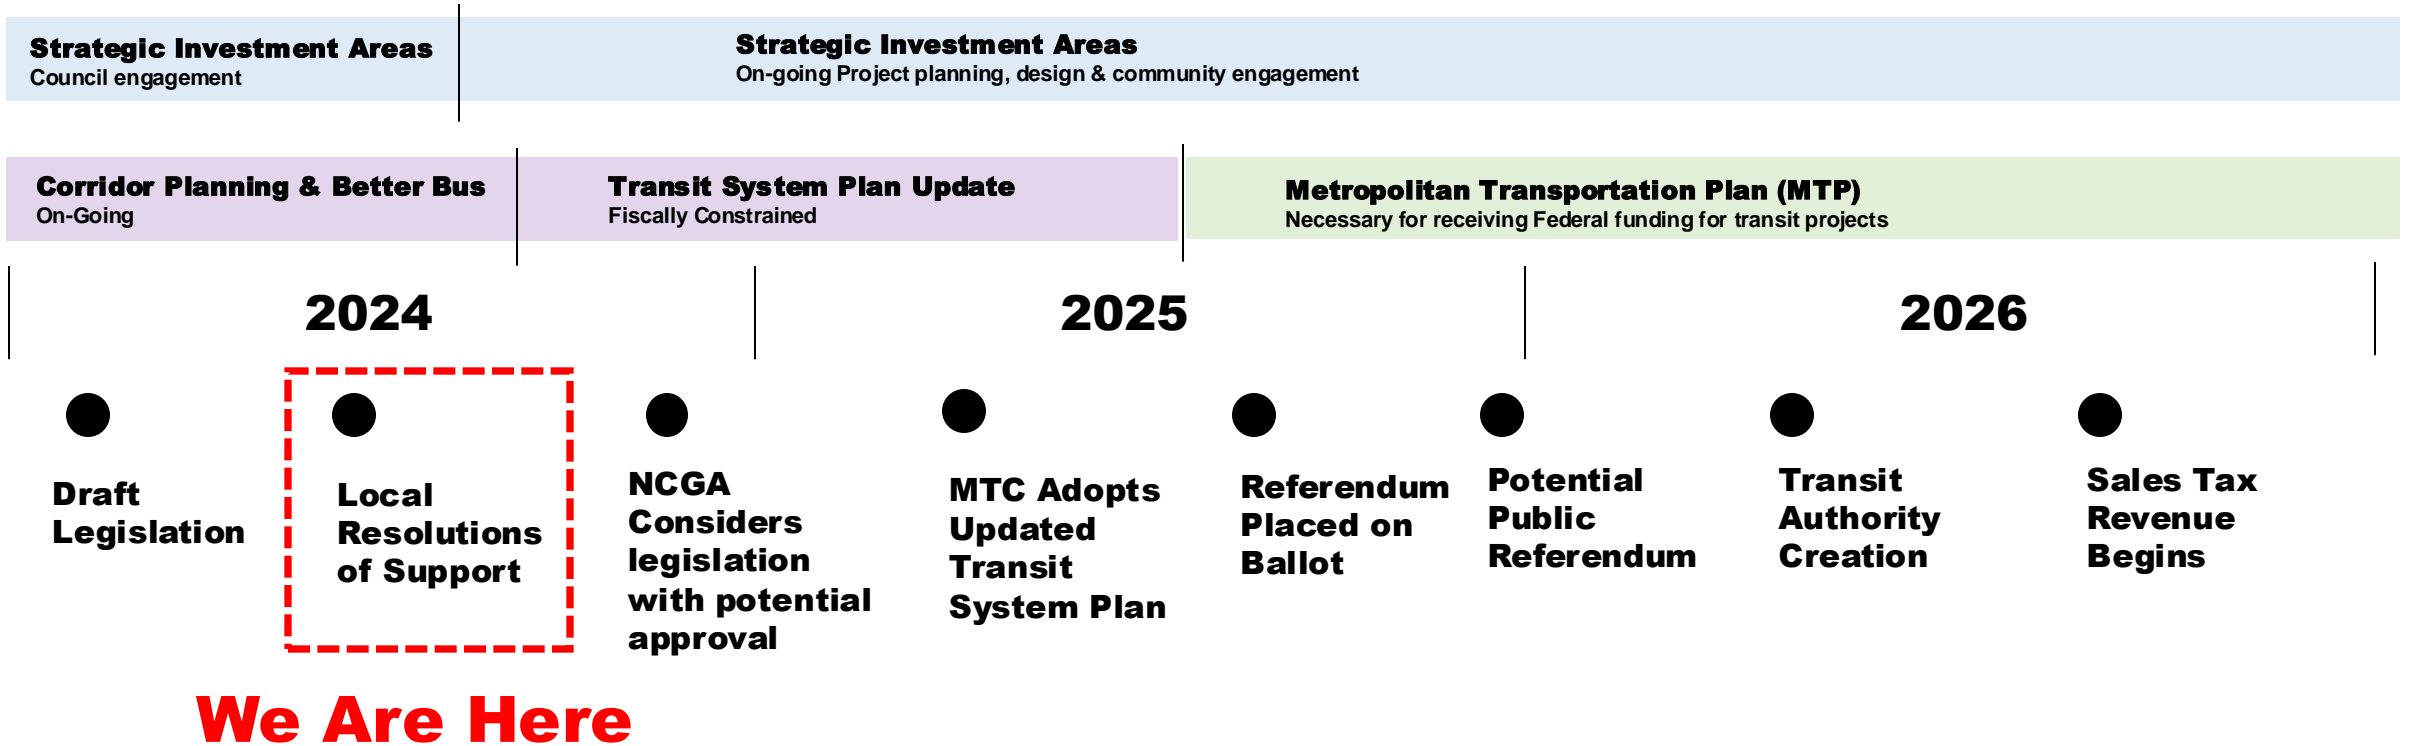 Strategic Investment Areas
Council engagement
Strategic Investment Areas
On-going Project planning, design & community engagement
Corridor Planning & Better Bus
On-Going
Transit System Plan Update
Fiscally Constrained
Metropolitan Transportation Plan (MTP)
Necessary for receiving Federal funding for transit projects
2024
2025
2026
Draft
Legislation
Local
Resolutions
of Support
NCGA
Considers
legislation
with potential
approval
MTC Adopts
Updated
Transit
System Plan
Referendum
Placed on
Ballot
Potential
Public
Referendum
Transit
Authority
Creation
Sales Tax
Revenue
Begins
We Are Here